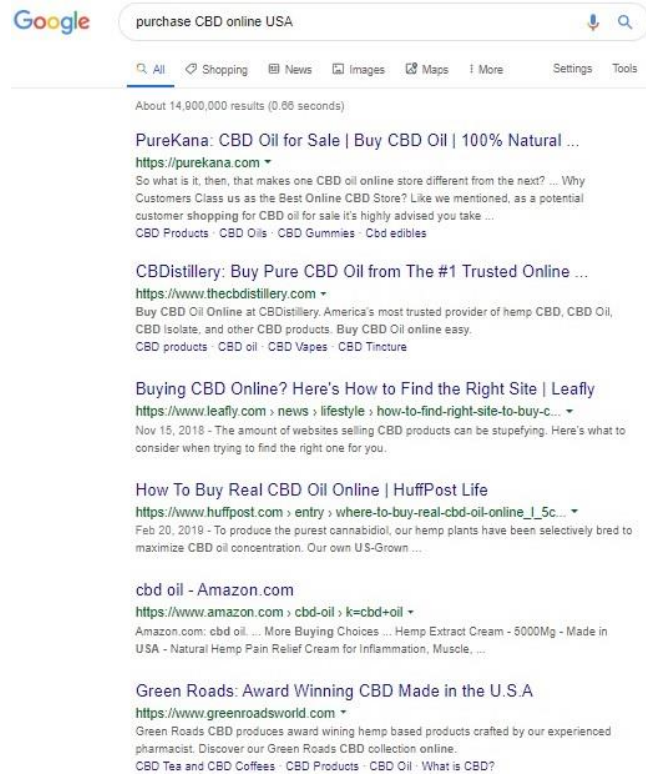 Google
purchase CBD online USA
All Shopping News Images Maps More Settings Tools
About 14,900,000 results (0.66 seconds)
PureKana: CBD Oil for Sale | Buy CBD Oil | 100% Natural ...
https://purekana.com
So what is it, then, that makes one CBD oil online store different from the next? ... Why
Customers Class us as the Best Online CBD Store? Like we mentioned, as a potential
customer shopping for CBD oil for sale it's highly advised you take ...
CBD Products · CBD Oils · CBD Gummies · Cbd edibles
CBDistillery: Buy Pure CBD Oil from The #1 Trusted Online ...
https://www.thecbdistillery.com
Buy CBD Oil Online at CBDistillery. America's most trusted provider of hemp CBD, CBD Oil,
CBD Isolate, and other CBD products. Buy CBD Oil online easy.
CBD products · CBD oil · CBD Vapes · CBD Tincture
Buying CBD Online? Here's How to Find the Right Site | Leafly
https://www.leafly.com › news › lifestyle › how-to-find-right-site-to-buy-c...
Nov 15, 2018 - The amount of websites selling CBD products can be stupefying. Here's what to
consider when trying to find the right one for you.
How To Buy Real CBD Oil Online | HuffPost Life
https://www.huffpost.com › entry › where-to-buy-real-cbd-oil-online_l_5c...
Feb 20, 2019 - To produce the purest cannabidiol, our hemp plants have been selectively bred to
maximize CBD oil concentration. Our own US-Grown ...
cbd oil - Amazon.com
https://www.amazon.com › cbd-oil › k=cbd+oil
Amazon.com: cbd oil. ... More Buying Choices ... Hemp Extract Cream - 5000Mg - Made in
USA - Natural Hemp Pain Relief Cream for Inflammation, Muscle, ...
Green Roads: Award Winning CBD Made in the U.S.A
https://www.greenroadsworld.com
Green Roads CBD produces award wining hemp based products crafted by our experienced
pharmacist. Discover our Green Roads CBD collection online.
CBD Tea and CBD Coffees · CBD Products · CBD Oil · What is CBD?